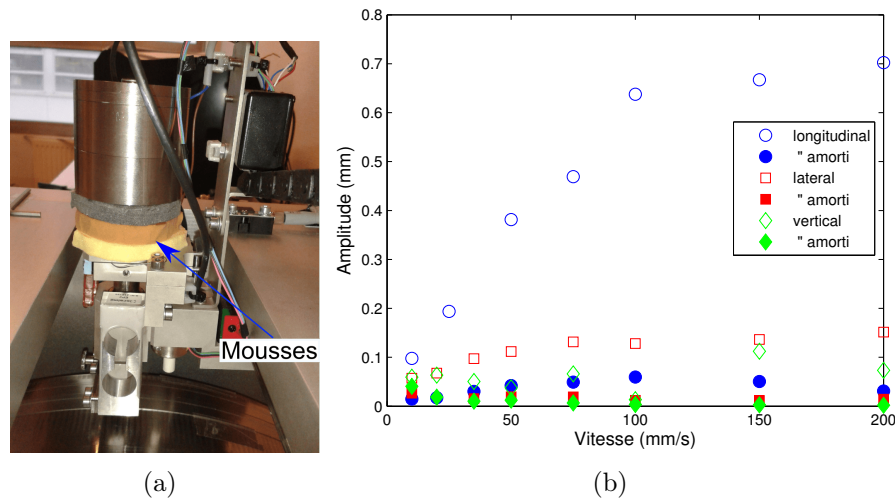 Mousses
(a)
0.8
0.7
0.6
0.5
0.4
0.3
0.2
0.1
0
0
50
100
150
200
Amplitude (mm)
Vitesse (mm/s)
longitudinal
" amorti
lateral
" amorti
vertical
" amorti
(b)